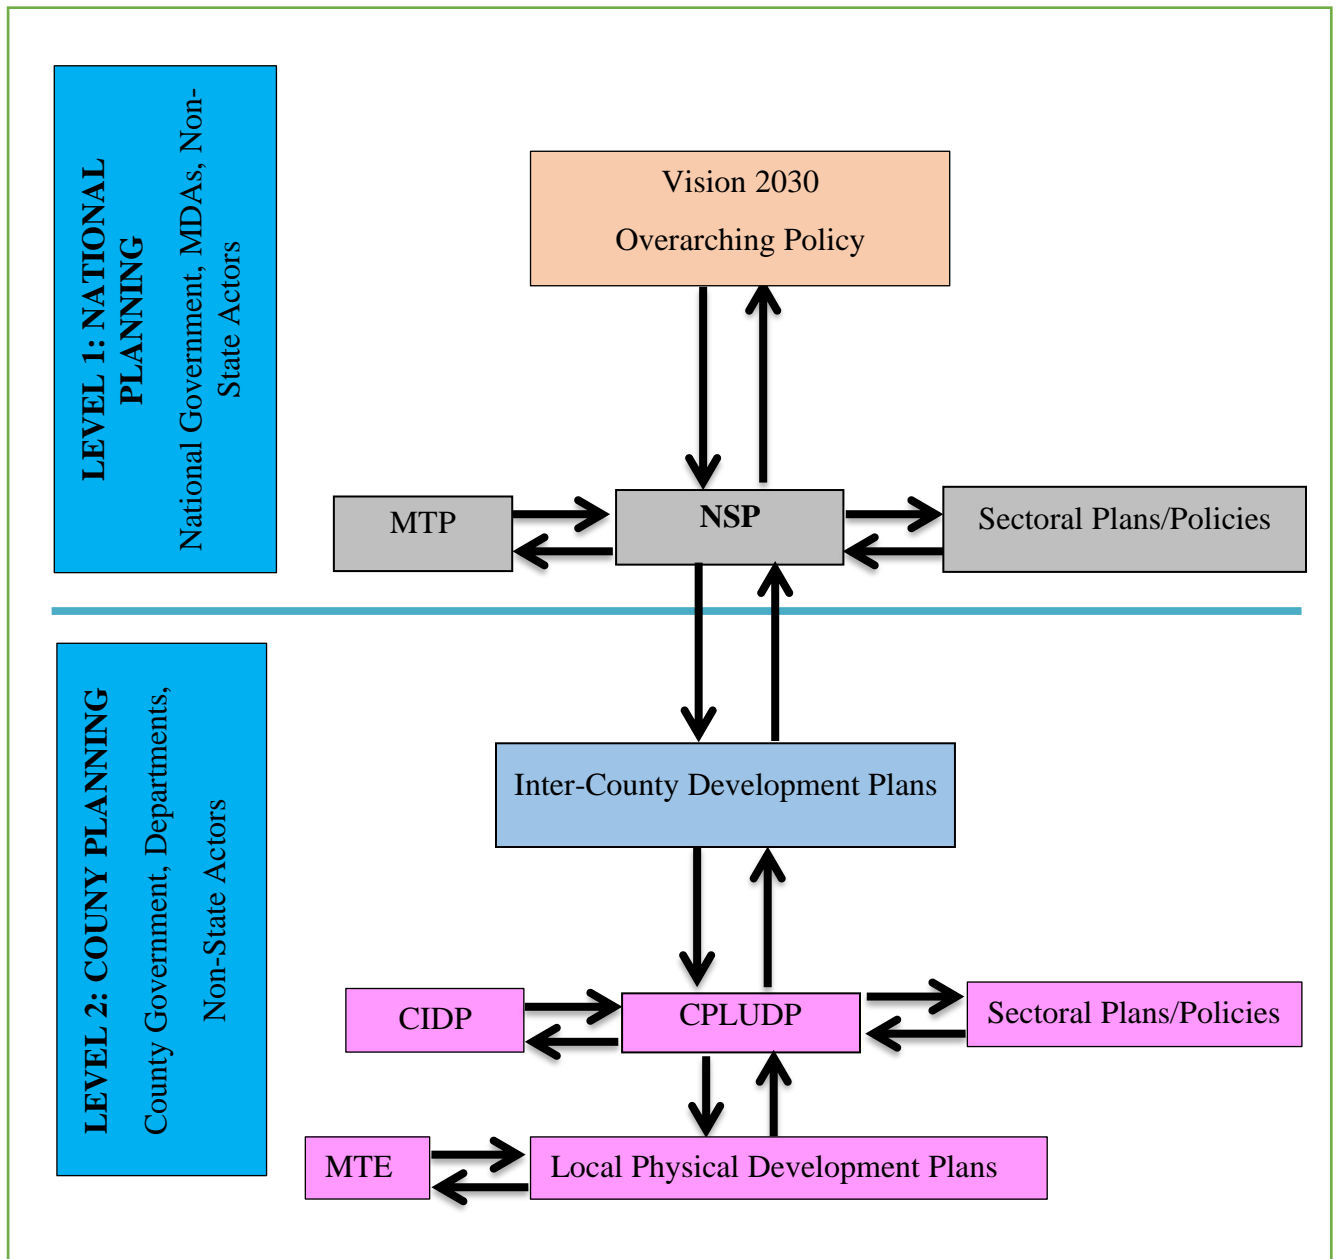 LEVEL 1: NATIONAL
PLANNING
National Government, MDAs, Non-
State Actors
Vision 2030
Overarching Policy
MTP
NSP
Sectoral Plans/Policies
LEVEL 2: COUNY PLANNING
County Government, Departments,
Non-State Actors
Inter-County Development Plans
CIDP
CPLUDP
Sectoral Plans/Policies
MTE
Local Physical Development Plans